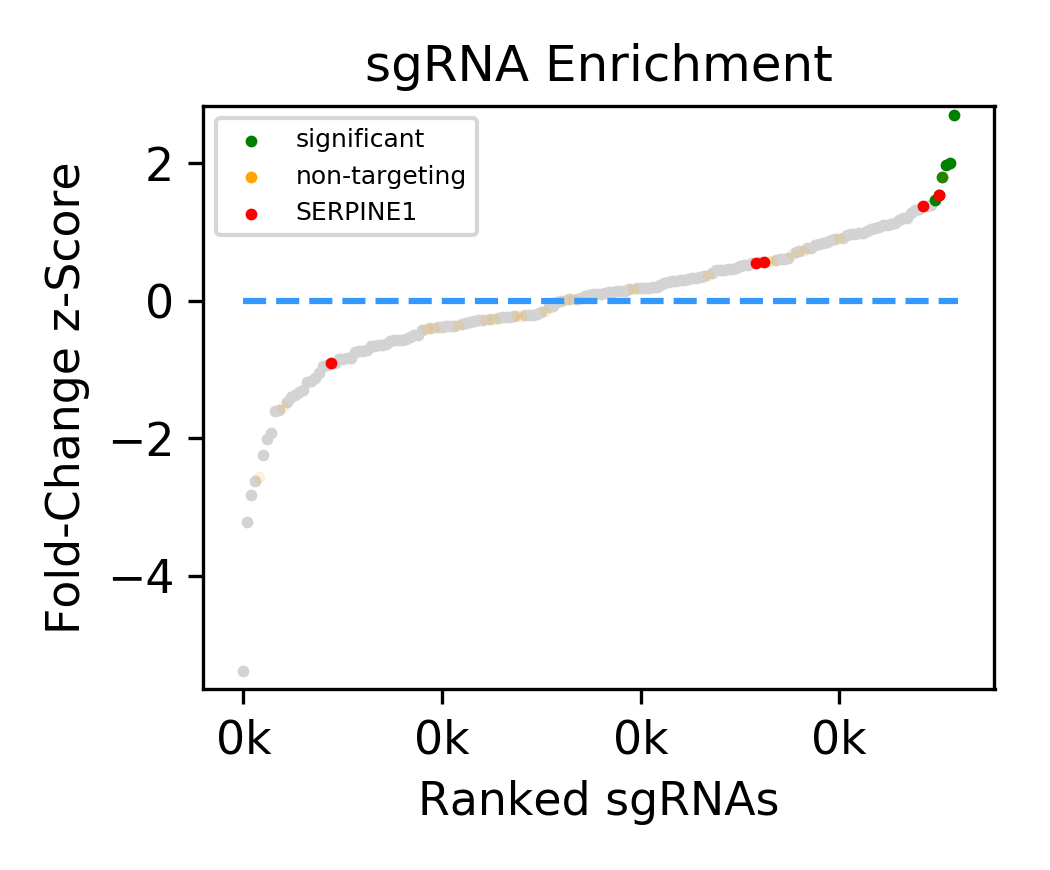 sgRNA Enrichment
significant
non-targeting
SERPINE1
Fold-Change z-Score
2
0
−2
−4
0k 0k 0k 0k
Ranked sgRNAs